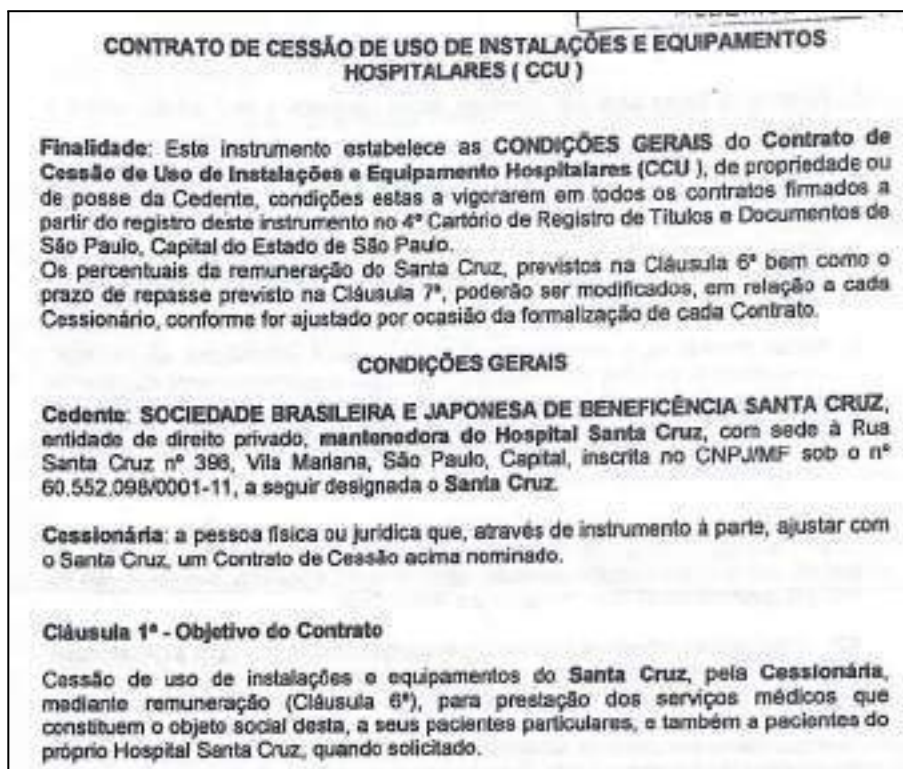 CONTRATO DE CESSÃO DE USO DE INSTALAÇÕES E EQUIPAMENTOS
HOSPITALARES ( CCU )
Finalidade: Este instrumento estabelece as CONDIÇÕES GERAIS do Contrato de
Cessão de Uso de Instalações e Equipamento Hospitalares (CCU ), de propriedade ou
de posse da Cedente, condições estas a vigorarem em todos os contratos firmados a
partir do registro deste instrumento no 4º Cartório de Registro de Títulos e Documentos de
São Paulo, Capital do Estado de São Paulo.
Os percentuais da remuneração do Santa Cruz, previstos na Cláusula 6ª bem como o
prazo de repasse previsto na Cláusula 7ª, poderão ser modificados, em relação a cada
Cessionário, conforme for ajustado por ocasião da formalização de cada Contrato.
CONDIÇÕES GERAIS
Cedente: SOCIEDADE BRASILEIRA E JAPONESA DE BENEFICÊNCIA SANTA CRUZ,
entidade de direito privado, mantenedora do Hospital Santa Cruz, com sede à Rua
Santa Cruz nº 398, Vila Mariana, São Paulo, Capital, inscrita no CNPJ/MF sob o nº
60.552.098/0001-11, a seguir designada o Santa Cruz.
Cessionária: a pessoa física ou jurídica que, através de instrumento à parte, ajustar com
o Santa Cruz, um Contrato de Cessão acima nominado.
Cláusula 1ª - Objetivo do Contrato
Cessão de uso de instalações e equipamentos do Santa Cruz, pela Cessionária,
mediante remuneração (Cláusula 6ª), para prestação dos serviços médicos que
constituem o objeto social desta, a seus pacientes particulares, e também a pacientes do
próprio Hospital Santa Cruz, quando solicitado.